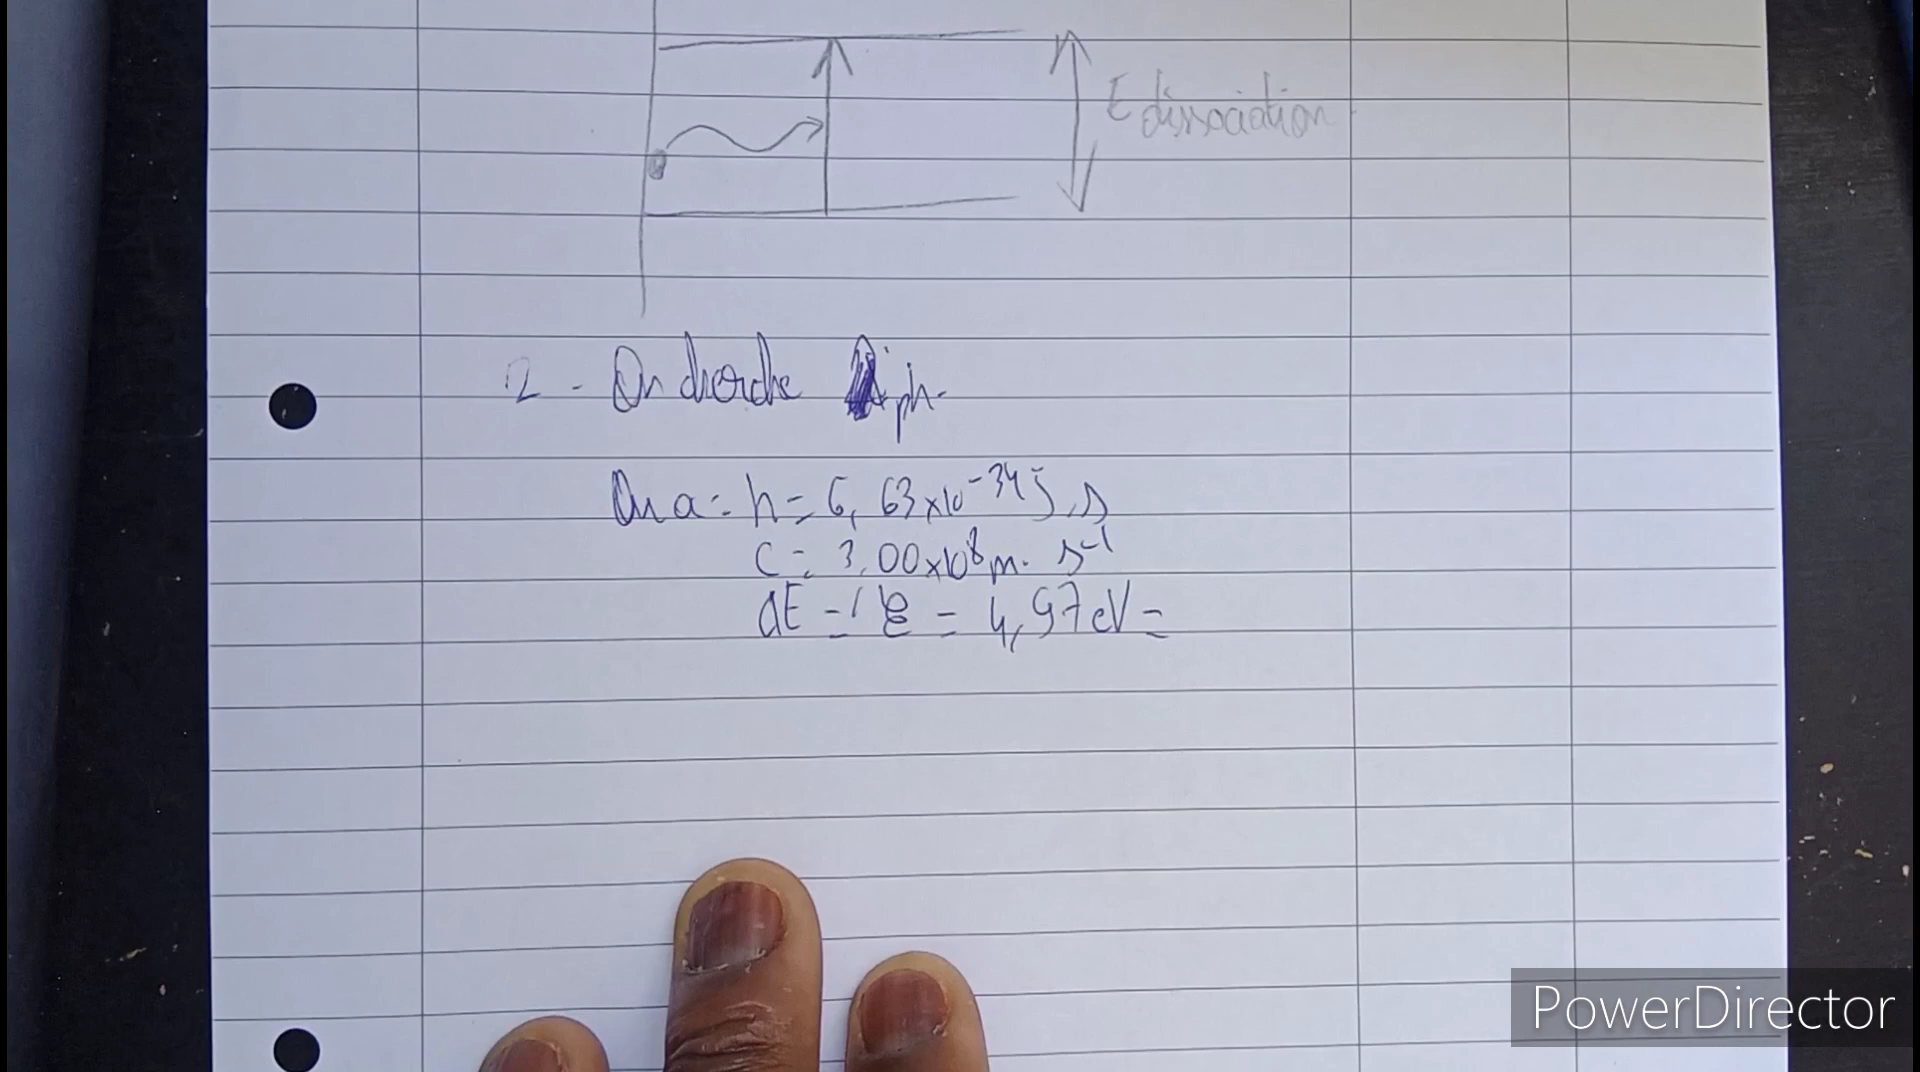 E dissociation
2 - On cherche λph.
On a : h = 6,63×10⁻³⁴ J.s
c = 3,00×10⁸ m. s⁻¹
ΔE = = 4,97 eV =
PowerDirector